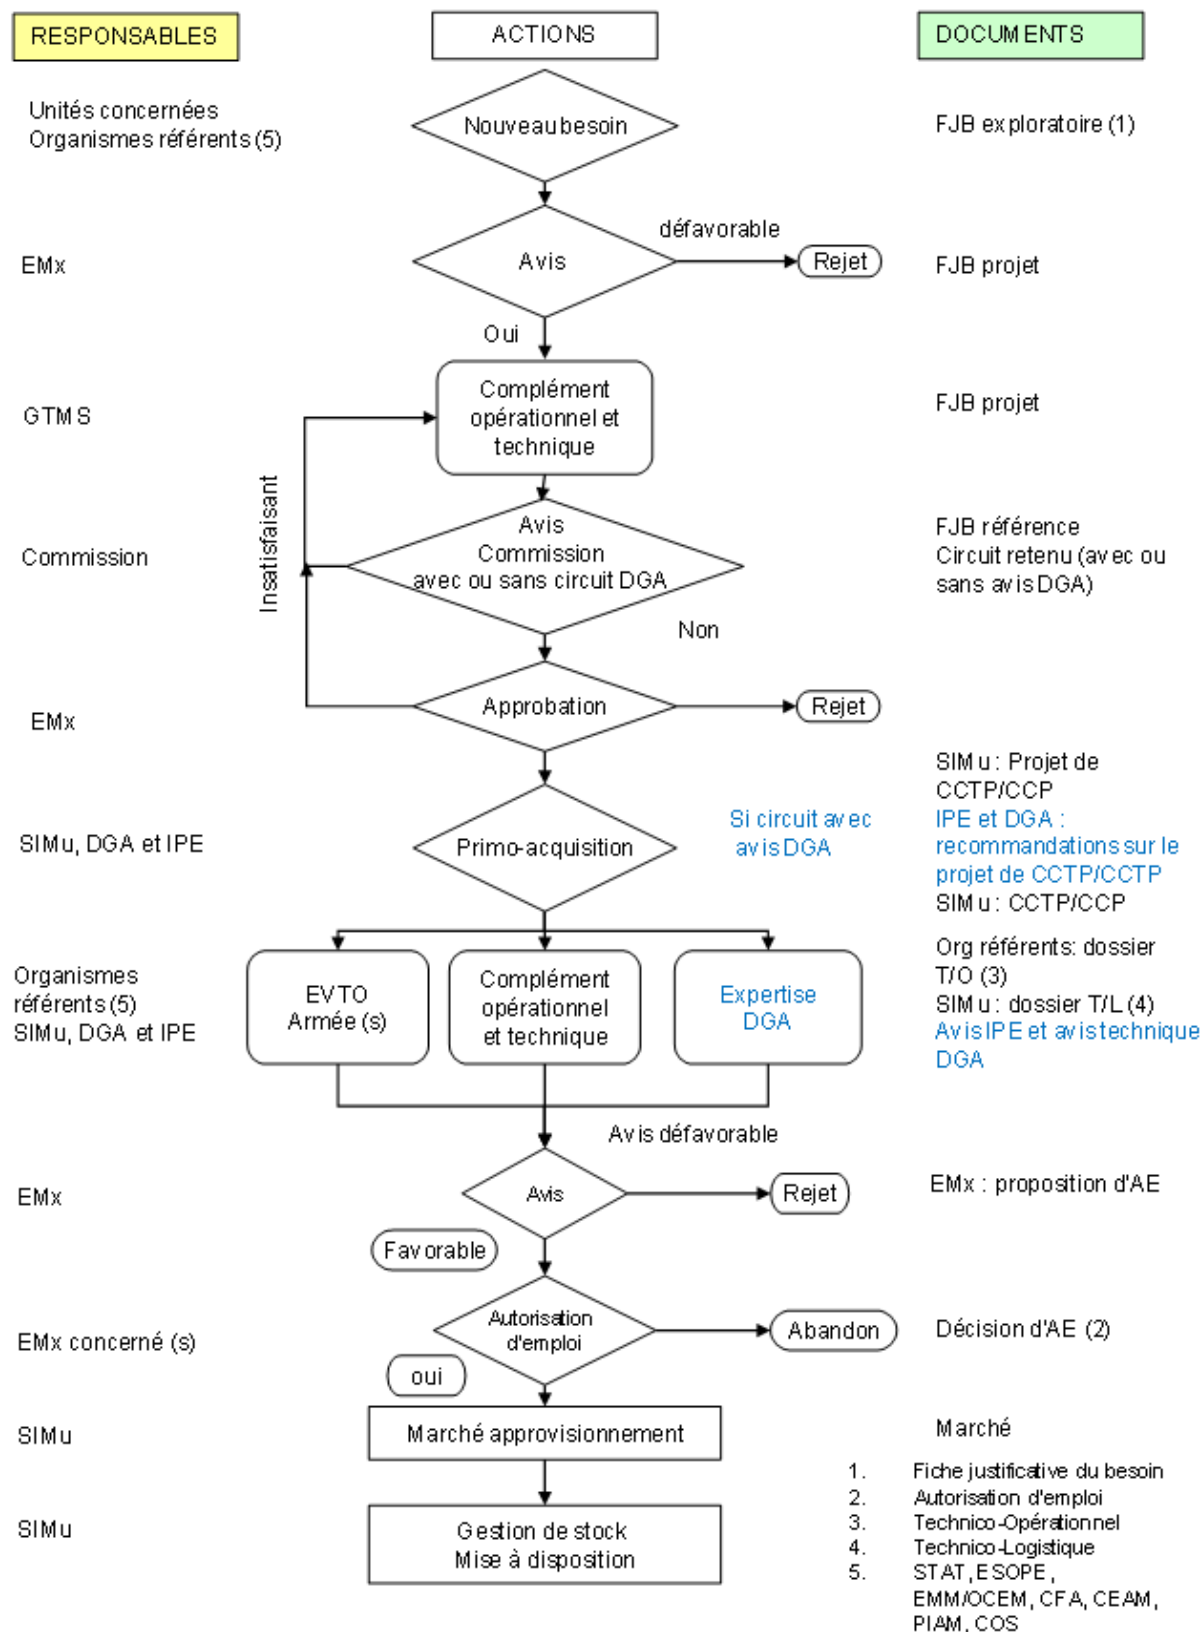 RESPONSABLES
ACTIONS
DOCUMENTS
Unités concernées
Organismes référents (5)
Nouveau besoin
FJB exploratoire (1)
EMx
Avis
défavorable
Rejet
FJB projet
Oui
GTMS
Complément
opérationnel et
technique
FJB projet
Insatisfaisant
Commission
Avis
Commission
avec ou sans circuit DGA
FJB référence
Circuit retenu (avec ou
sans avis DGA)
Non
EMx
Approbation
Rejet
SIMu, DGA et IPE
Primo-acquisition
Si circuit avec
avis DGA
SIMu : Projet de
CCTP/CCP
IPE et DGA :
recommandations sur le
projet de CCTP/CCTP
SIMu : CCTP/CCP
Organismes
référents (5)
SIMu, DGA et IPE
EVTO
Armée (s)
Complément
opérationnel
et technique
Expertise
DGA
Org référents: dossier
T/O (3)
SIMu : dossier T/L (4)
Avis IPE et avis technique
DGA
Avis défavorable
EMx
Avis
Rejet
EMx : proposition d'AE
Favorable
EMx concerné (s)
Autorisation
d'emploi
Abandon
Décision d'AE (2)
oui
SIMu
Marché approvisionnement
Marché
SIMu
Gestion de stock
Mise à disposition
1. Fiche justificative du besoin
2. Autorisation d'emploi
3. Technico-Opérationnel
4. Technico-Logistique
5. STAT, ESOPE,
EMM/OCEM, CFA, CEAM,
PIAM, COS